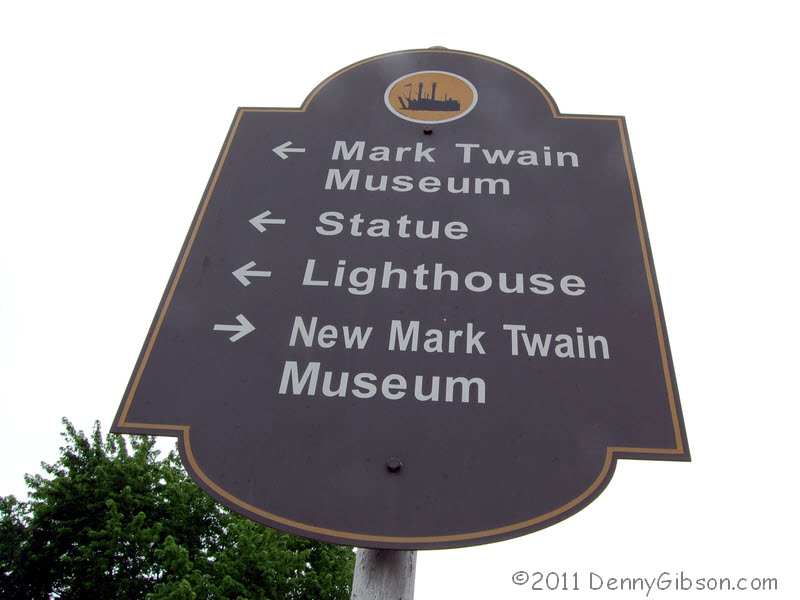 ← Mark Twain
Museum
← Statue
← Lighthouse
→ New Mark Twain
Museum
©2011 DennyGibson.com